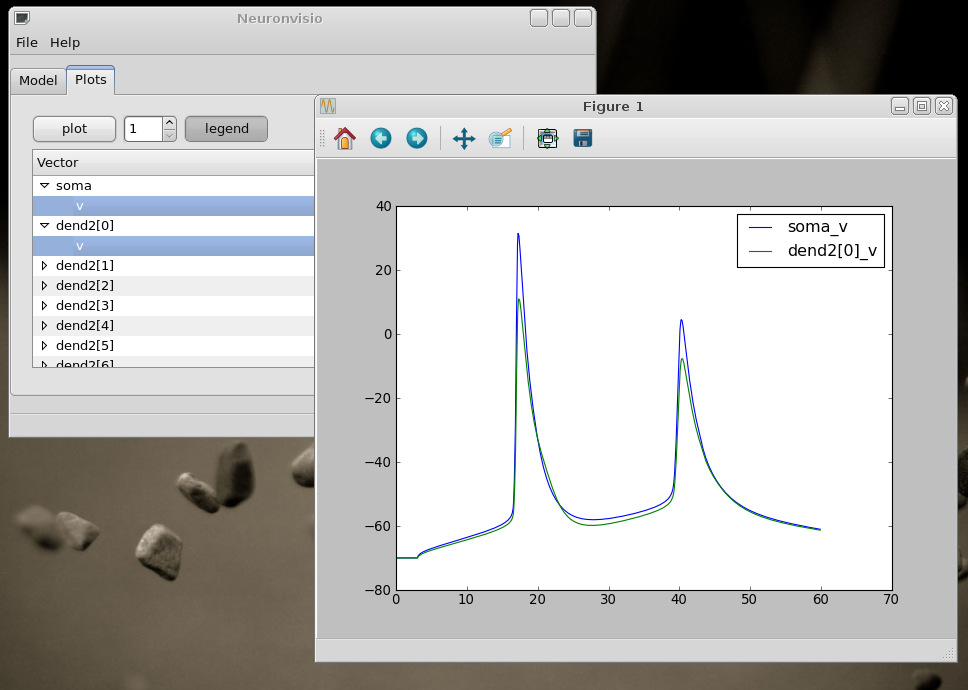 Neuronvisio
File Help
Model Plots
plot 1 legend
Vector
soma
v
dend2[0]
v
dend2[1]
dend2[2]
dend2[3]
dend2[4]
dend2[5]
dend2[6]
Figure 1
soma_v
dend2[0]_v
40
20
0
−20
−40
−60
−80
0 10 20 30 40 50 60 70